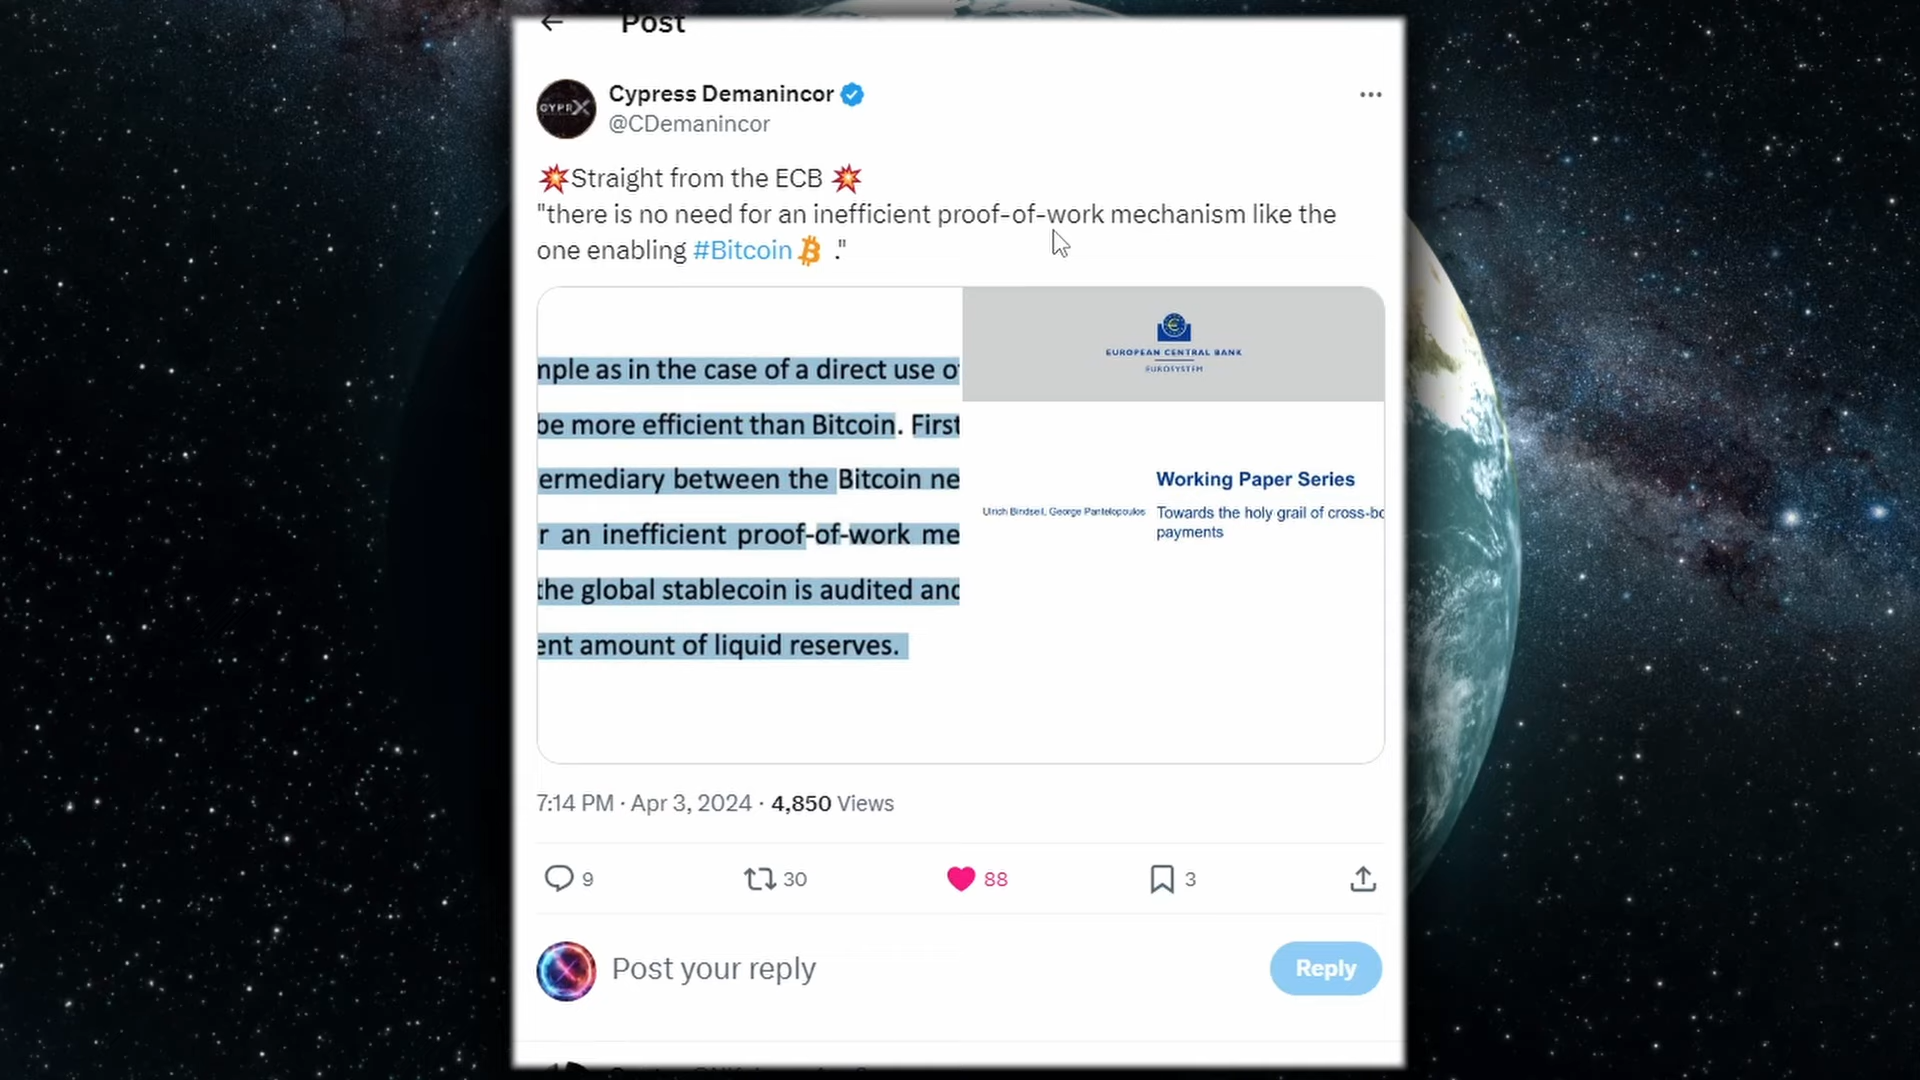 Post
CYPRX
Cypress Demanincor
@CDemanincor
💥Straight from the ECB 💥
"there is no need for an inefficient proof-of-work mechanism like the
one enabling #Bitcoin ."
mple as in the case of a direct use of
be more efficient than Bitcoin. First
ermediary between the Bitcoin ne
r an inefficient proof-of-work me
the global stablecoin is audited and
ent amount of liquid reserves.
EUROPEAN CENTRAL BANK
EUROSYSTEM
Working Paper Series
Ulrich Bindseil, George Pantelopoulos
Towards the holy grail of cross-bo
payments
7:14 PM · Apr 3, 2024 · 4,850 Views
9
30
88
3
Post your reply
Reply